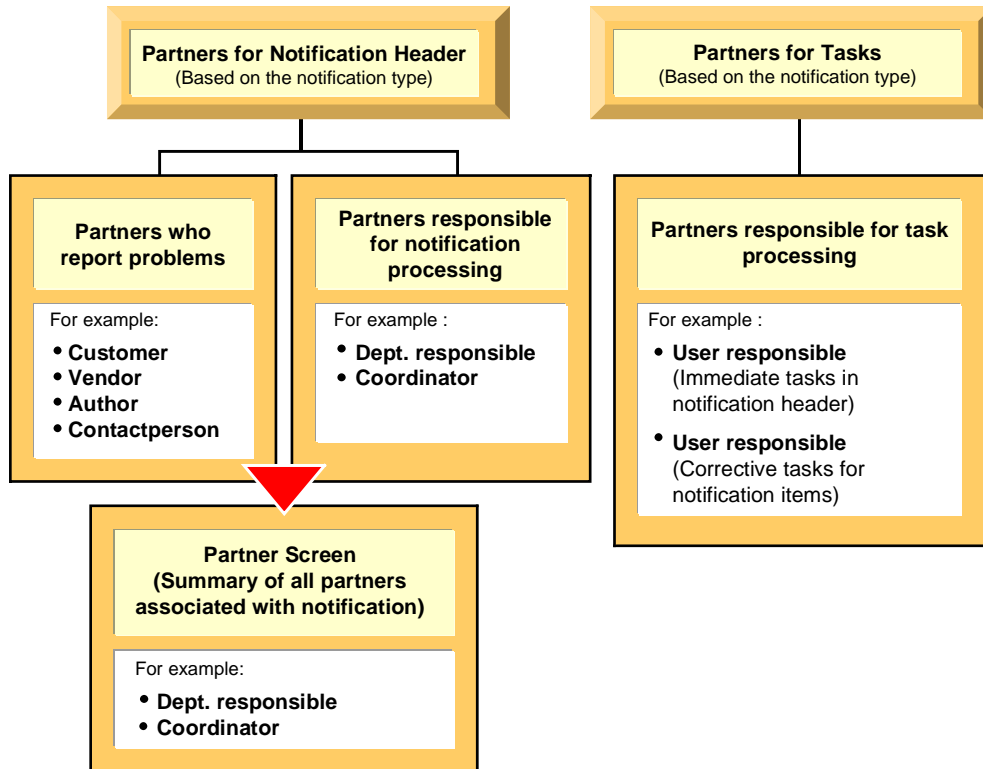 Partners for Notification Header
(Based on the notification type)
Partners for Tasks
(Based on the notification type)
Partners who
report problems
For example:
• Customer
• Vendor
• Author
• Contactperson
Partners responsible
for notification
processing
For example :
• Dept. responsible
• Coordinator
Partners responsible for task
processing
For example :
• User responsible
(Immediate tasks in
notification header)
• User responsible
(Corrective tasks for
notification items)
Partner Screen
(Summary of all partners
associated with notification)
For example:
• Dept. responsible
• Coordinator